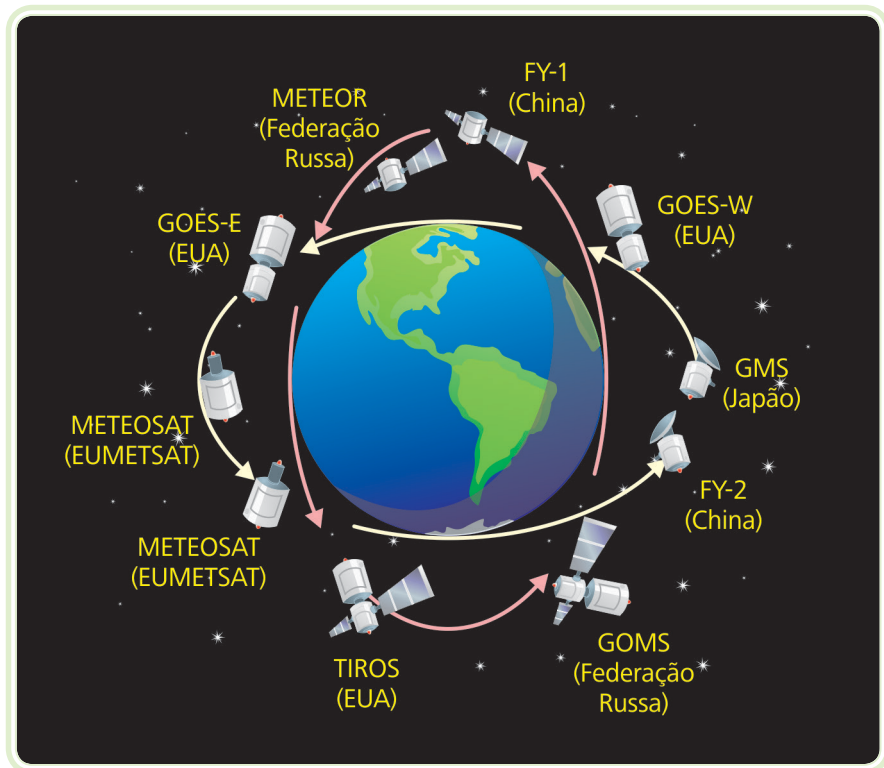 FY-1
(China)
METEOR
(Federação
Russa)
GOES-W
(EUA)
GOES-E
(EUA)
GMS
(Japão)
METEOSAT
(EUMETSAT)
FY-2
(China)
METEOSAT
(EUMETSAT)
GOMS
(Federação
Russa)
TIROS
(EUA)